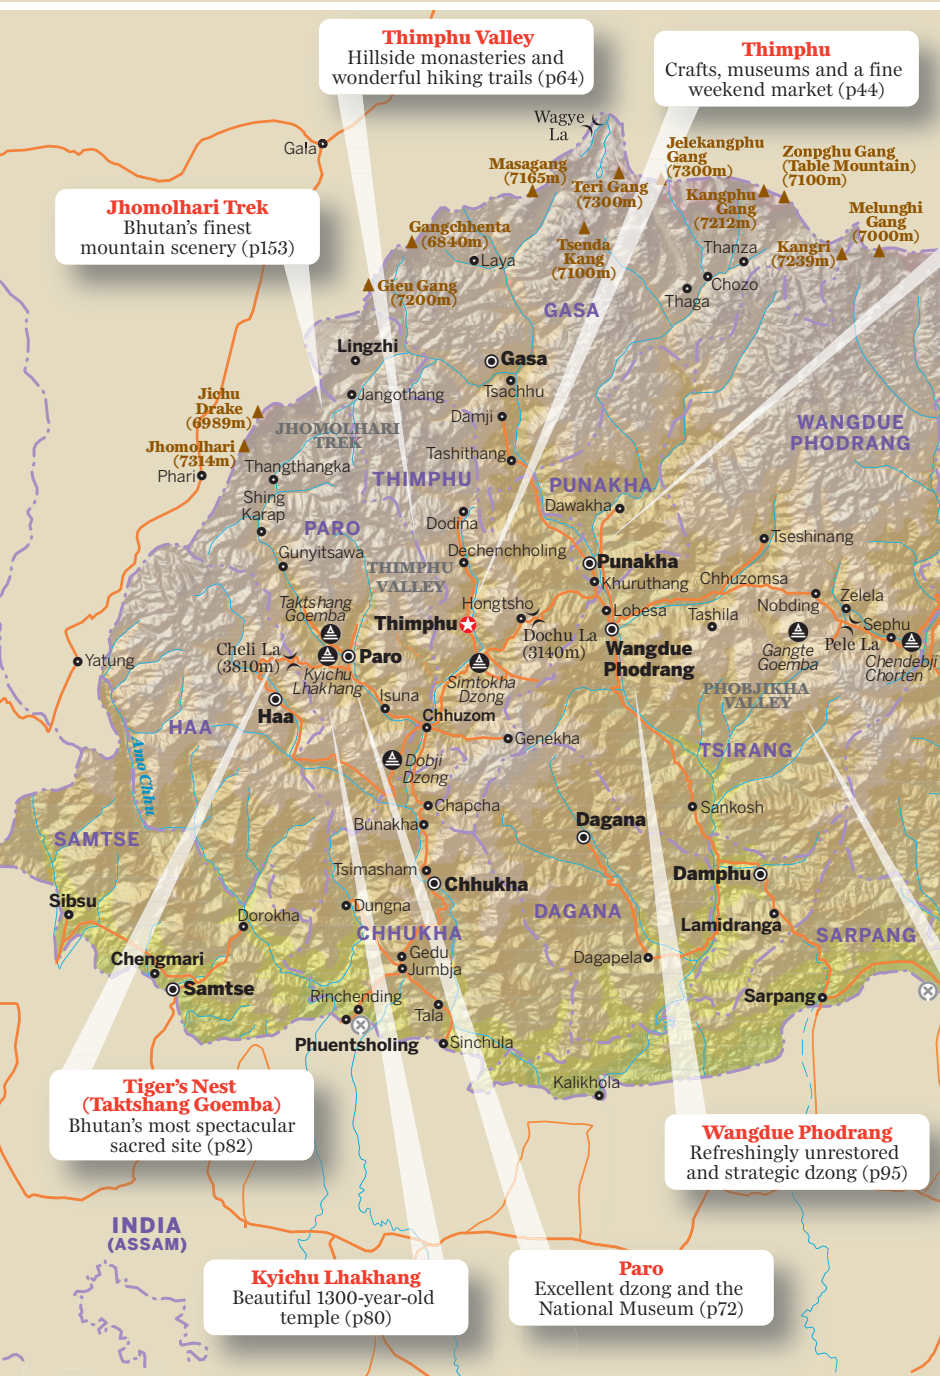 Thimphu Valley
Hillside monasteries and
wonderful hiking trails (p64)
Thimphu
Crafts, museums and a fine
weekend market (p44)
Wagye
La
Gala
Jelekangphu
Gang
(7300m)
Zonpghu Gang
(Table Mountain)
(7100m)
Masagang
(7165m)
Teri Gang
(7300m)
Kangphu
Gang
(7212m)
Melunghi
Gang
(7000m)
Jhomolhari Trek
Bhutan's finest
mountain scenery (p153)
Gangchhenta
(6840m)
Laya
Tsenda
Kang
(7100m)
Thanza
Kangri
(7239m)
Chozo
Thaga
Gieu Gang
(7200m)
GASA
Lingzhi
Gasa
Tsachhu
Jangothang
Jichu
Drake
(6989m)
Damji
JHOMOLHARI
TREK
WANGDUE
PHODRANG
Jhomolhari
(7314m)
Phari
Thangthangka
Tashithang
THIMPHU
PUNAKHA
Shing
Karap
Dawakha
PARO
Dodina
Tseshinang
Gunyitsawa
Dechenchholing
THIMPHU
VALLEY
Punakha
Khuruthang
Chhuzomsa
Taktshang
Goemba
Hongtsho
Lobesa
Tashila
Nobding
Zelela
Thimphu
Dochu La
(3140m)
Sephu
Pele La
Cheli La
(3810m)
Paro
Wangdue
Phodrang
Gangte
Goemba
Chendebji
Chorten
Yatung
Kyichu
Lhakhang
Simtokha
Dzong
Isuna
PHOBJIKHA
VALLEY
Haa
Chhuzom
HAA
Genekha
TSIRANG
Amo Chhu
Dobji
Dzong
Chapcha
Sankosh
Bunakha
Dagana
SAMTSE
Tsimasham
Chhukha
Damphu
Sibsu
Dungna
Dorokha
DAGANA
Lamidranga
CHHUKHA
SARPANG
Chengmari
Gedu
Jumbja
Dagapela
Samtse
Rinchending
Tala
Sarpang
Phuentsholing
Sinchula
Kalikhola
Tiger's Nest
(Taktshang Goemba)
Bhutan's most spectacular
sacred site (p82)
Wangdue Phodrang
Refreshingly unrestored
and strategic dzong (p95)
INDIA
(ASSAM)
Kyichu Lhakhang
Beautiful 1300-year-old
temple (p80)
Paro
Excellent dzong and the
National Museum (p72)